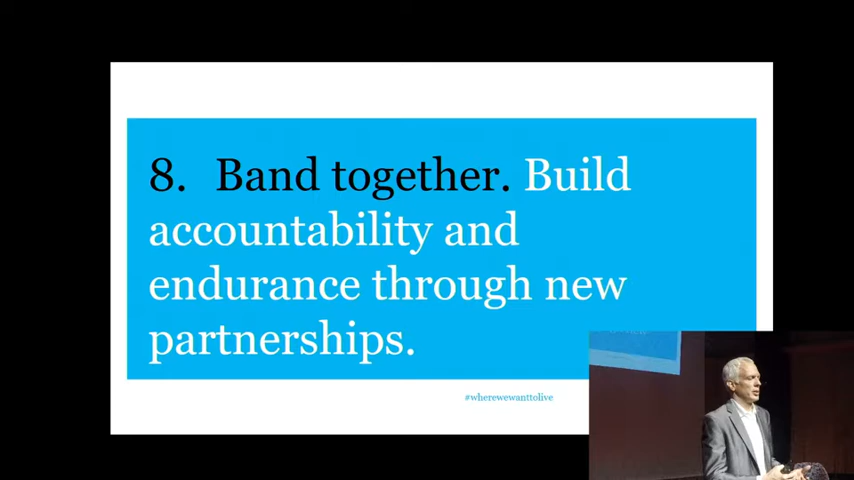 8. Band together. Build
accountability and
endurance through new
partnerships.
#wherewewanttolive